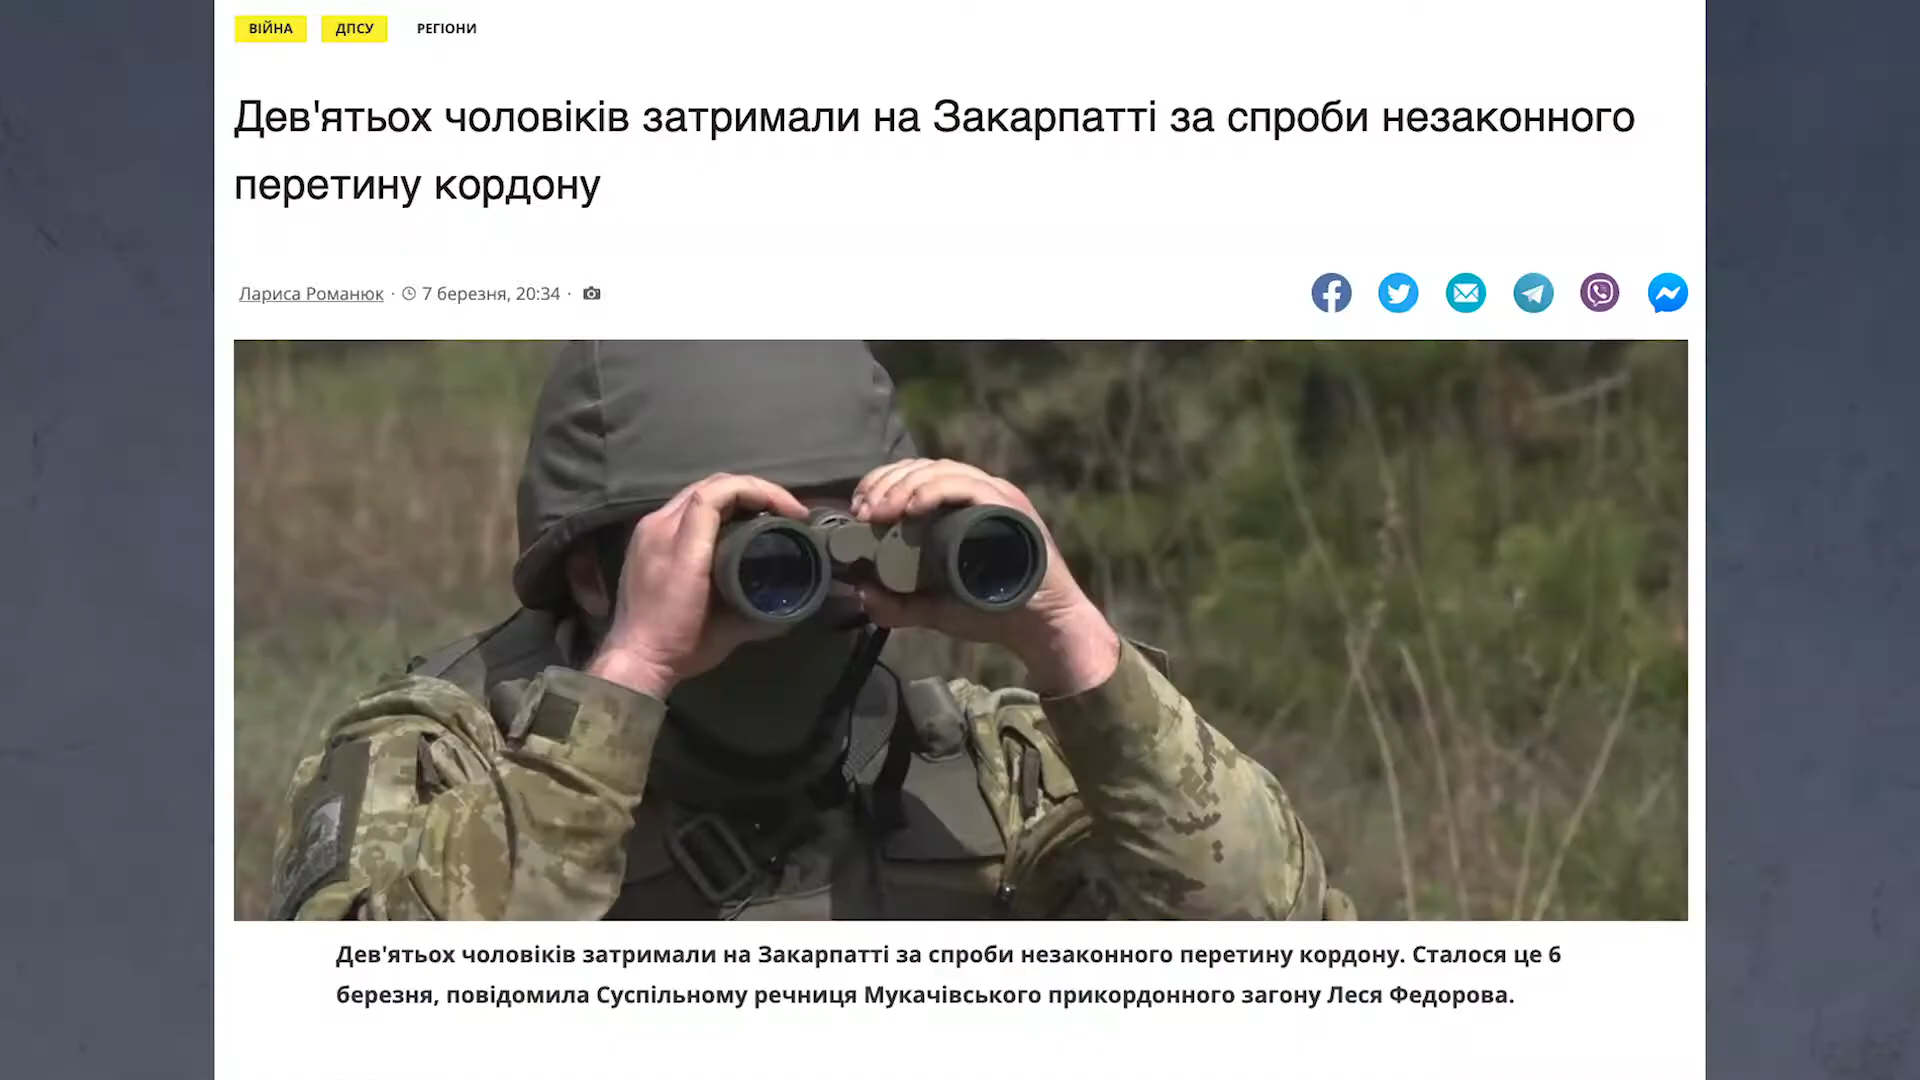 ВІЙНА ДПСУ РЕГІОНИ
Дев'ятьох чоловіків затримали на Закарпатті за спроби незаконного
перетину кордону
Лариса Романюк · 7 березня, 20:34 ·
Дев'ятьох чоловіків затримали на Закарпатті за спроби незаконного перетину кордону. Сталося це 6
березня, повідомила Суспільному речниця Мукачівського прикордонного загону Леся Федорова.